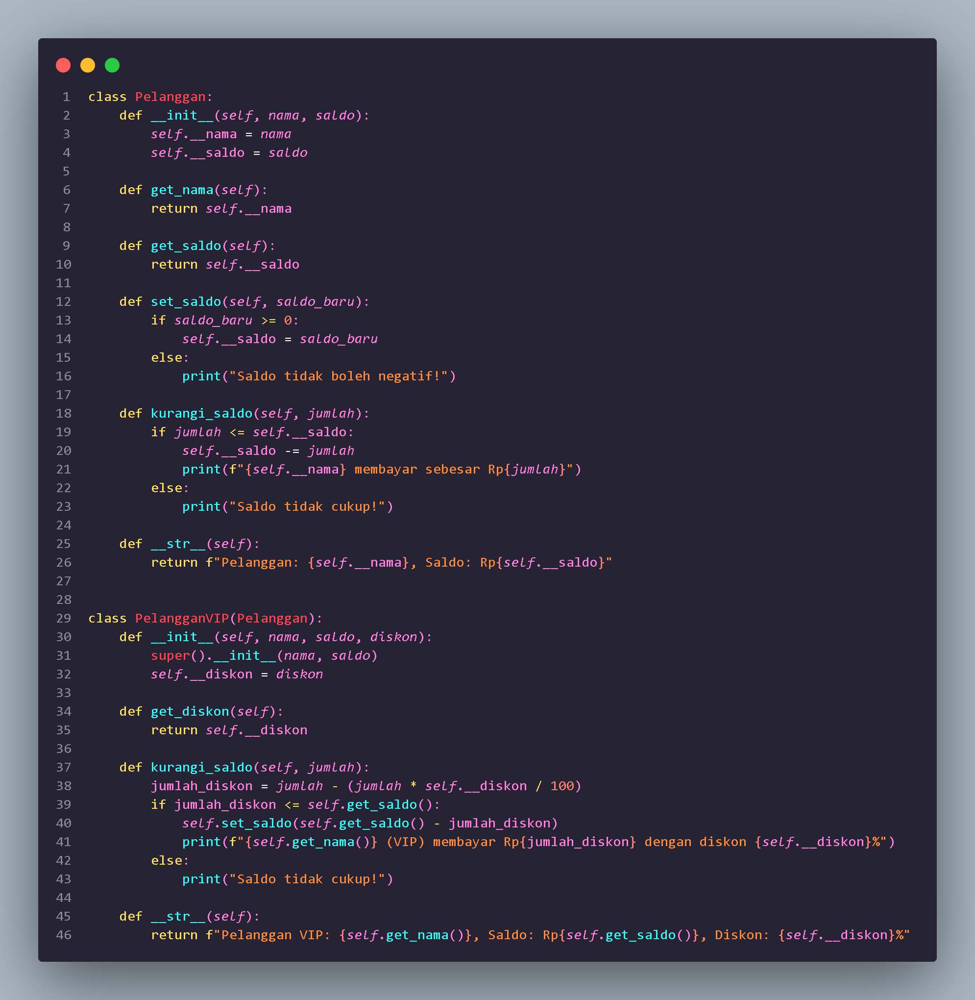 1 class Pelanggan:
2     def __init__(self, nama, saldo):
3         self.__nama = nama
4         self.__saldo = saldo
5
6     def get_nama(self):
7         return self.__nama
8
9     def get_saldo(self):
10         return self.__saldo
11
12     def set_saldo(self, saldo_baru):
13         if saldo_baru >= 0:
14             self.__saldo = saldo_baru
15         else:
16             print("Saldo tidak boleh negatif!")
17
18     def kurangi_saldo(self, jumlah):
19         if jumlah <= self.__saldo:
20             self.__saldo -= jumlah
21             print(f"{self.__nama} membayar sebesar Rp{jumlah}")
22         else:
23             print("Saldo tidak cukup!")
24
25     def __str__(self):
26         return f"Pelanggan: {self.__nama}, Saldo: Rp{self.__saldo}"
27
28
29 class PelangganVIP(Pelanggan):
30     def __init__(self, nama, saldo, diskon):
31         super().__init__(nama, saldo)
32         self.__diskon = diskon
33
34     def get_diskon(self):
35         return self.__diskon
36
37     def kurangi_saldo(self, jumlah):
38         jumlah_diskon = jumlah - (jumlah * self.__diskon / 100)
39         if jumlah_diskon <= self.get_saldo():
40             self.set_saldo(self.get_saldo() - jumlah_diskon)
41             print(f"{self.get_nama()} (VIP) membayar Rp{jumlah_diskon} dengan diskon {self.__diskon}%")
42         else:
43             print("Saldo tidak cukup!")
44
45     def __str__(self):
46         return f"Pelanggan VIP: {self.get_nama()}, Saldo: Rp{self.get_saldo()}, Diskon: {self.__diskon}%"